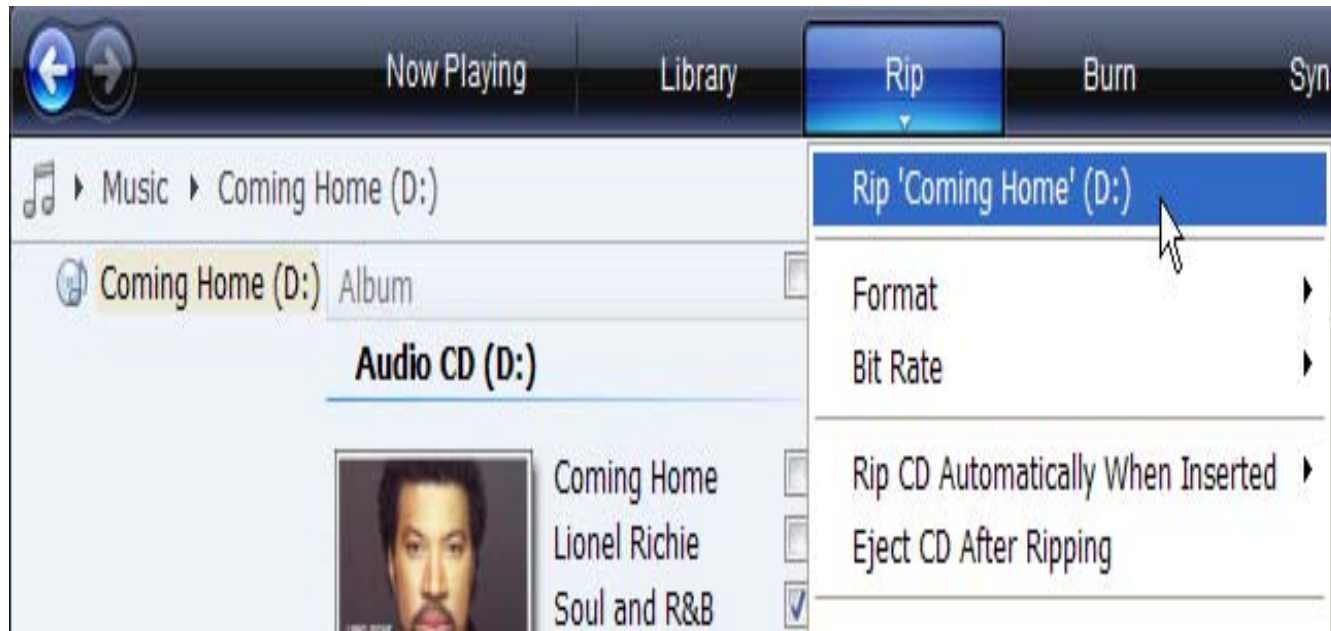 Now Playing Library Rip Burn Syn
Music Coming Home (D:)
Rip 'Coming Home' (D:)
Coming Home (D:) Album
Format
Audio CD (D:)
Bit Rate
Coming Home
Lionel Richie
Soul and R&B
Rip CD Automatically When Inserted
Eject CD After Ripping